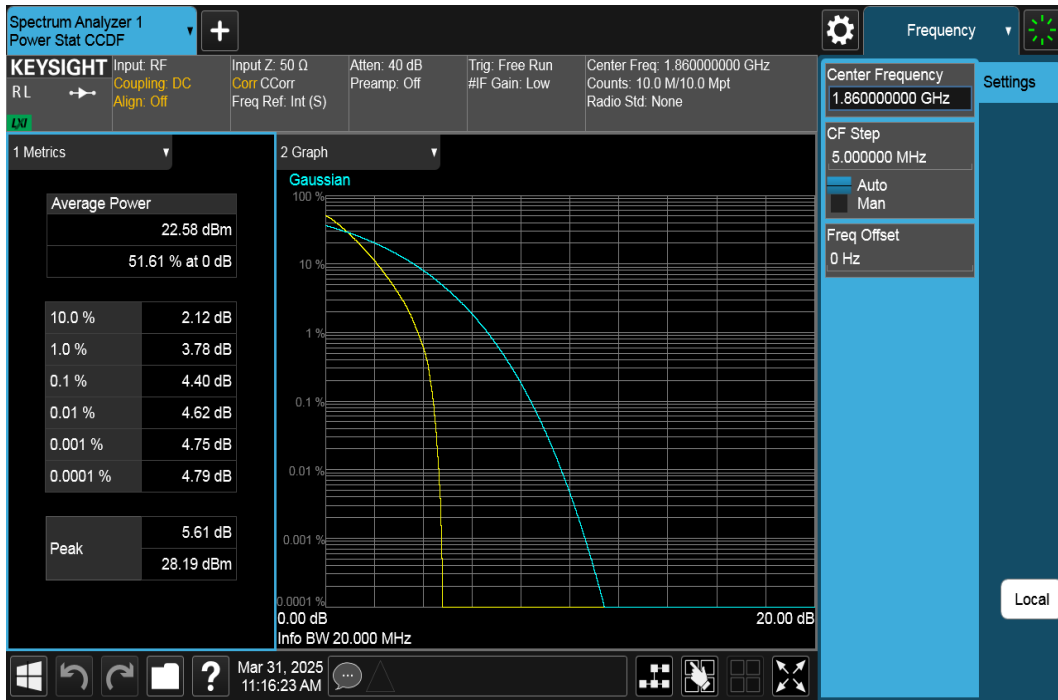 Spectrum Analyzer 1
Power Stat CCDF
Frequency
KEYSIGHT
R L
LXI
Input: RF
Coupling: DC
Align: Off
Input Z: 50 Ω
Corr CCorr
Freq Ref: Int (S)
Atten: 40 dB
Preamp: Off
Trig: Free Run
#IF Gain: Low
Center Freq: 1.860000000 GHz
Counts: 10.0 M/10.0 Mpt
Radio Std: None
Center Frequency
1.860000000 GHz
Settings
CF Step
5.000000 MHz
Auto
Man
Freq Offset
0 Hz
Local
1 Metrics
Average Power
22.58 dBm
51.61 % at 0 dB
10.0 % 2.12 dB
1.0 % 3.78 dB
0.1 % 4.40 dB
0.01 % 4.62 dB
0.001 % 4.75 dB
0.0001 % 4.79 dB
Peak
5.61 dB
28.19 dBm
2 Graph
Gaussian
100 %
10 %
1 %
0.1 %
0.01 %
0.001 %
0.0001 %
0.00 dB 20.00 dB
Info BW 20.000 MHz
?
Mar 31, 2025
11:16:23 AM